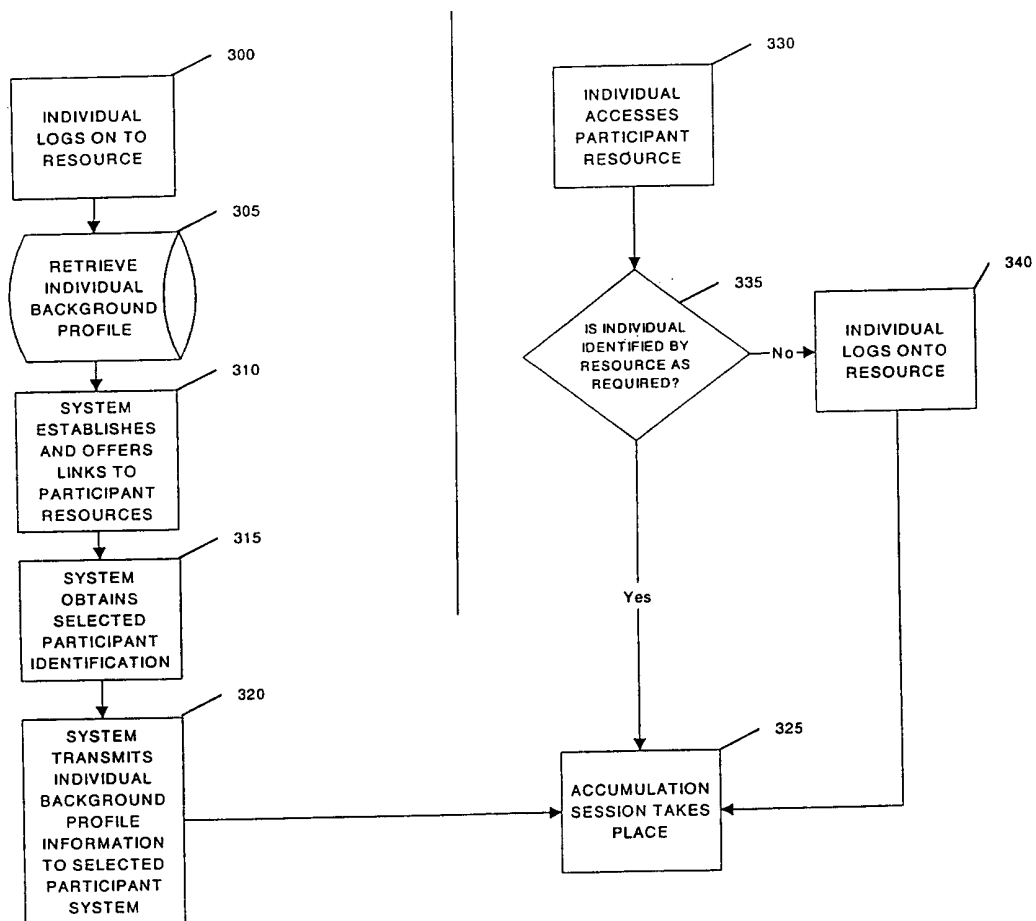 300
INDIVIDUAL
LOGS ON TO
RESOURCE
305
RETRIEVE
INDIVIDUAL
BACKGROUND
PROFILE
310
SYSTEM
ESTABLISHES
AND OFFERS
LINKS TO
PARTICIPANT
RESOURCES
315
SYSTEM
OBTAINS
SELECTED
PARTICIPANT
IDENTIFICATION
320
SYSTEM
TRANSMITS
INDIVIDUAL
BACKGROUND
PROFILE
INFORMATION
TO SELECTED
PARTICIPANT
SYSTEM
330
INDIVIDUAL
ACCESSES
PARTICIPANT
RESOURCE
335
IS INDIVIDUAL
IDENTIFIED BY
RESOURCE AS
REQUIRED?
No
340
INDIVIDUAL
LOGS ONTO
RESOURCE
Yes
325
ACCUMULATION
SESSION TAKES
PLACE